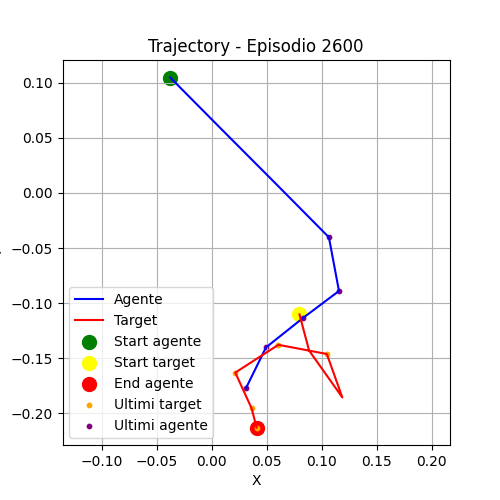 Trajectory - Episodio 2600
0.10
0.05
0.00
−0.05
−0.10
−0.15
−0.20
Agente
Target
Start agente
Start target
End agente
Ultimi target
Ultimi agente
−0.10 −0.05 0.00 0.05 0.10 0.15 0.20
X